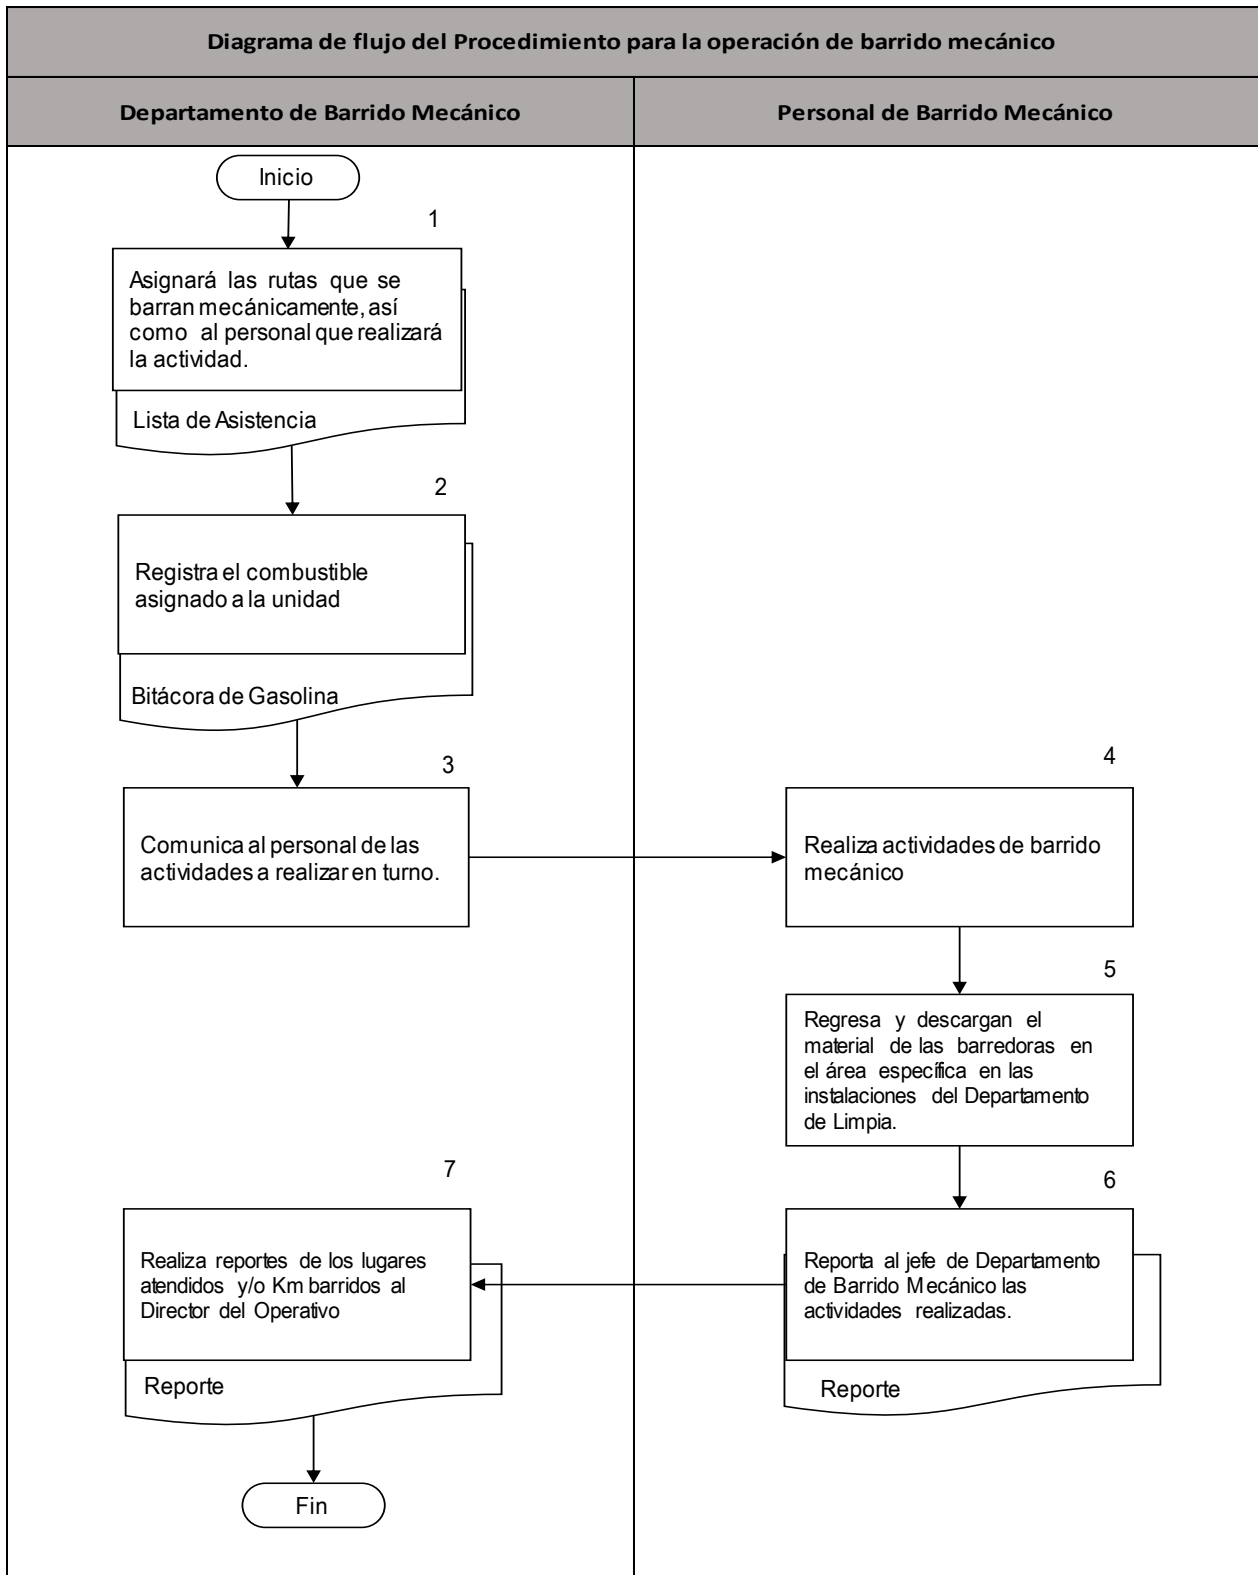 Diagrama de flujo del Procedimiento para la operación de barrido mecánico
Departamento de Barrido Mecánico
Personal de Barrido Mecánico
Inicio
1
Asignará las rutas que se
barran mecánicamente, así
como al personal que realizará
la actividad.
Lista de Asistencia
2
Registra el combustible
asignado a la unidad
Bitácora de Gasolina
3
Comunica al personal de las
actividades a realizar en turno.
4
Realiza actividades de barrido
mecánico
5
Regresa y descargan el
material de las barredoras en
el área específica en las
instalaciones del Departamento
de Limpia.
6
Reporta al jefe de Departamento
de Barrido Mecánico las
actividades realizadas.
Reporte
7
Realiza reportes de los lugares
atendidos y/o Km barridos al
Director del Operativo
Reporte
Fin